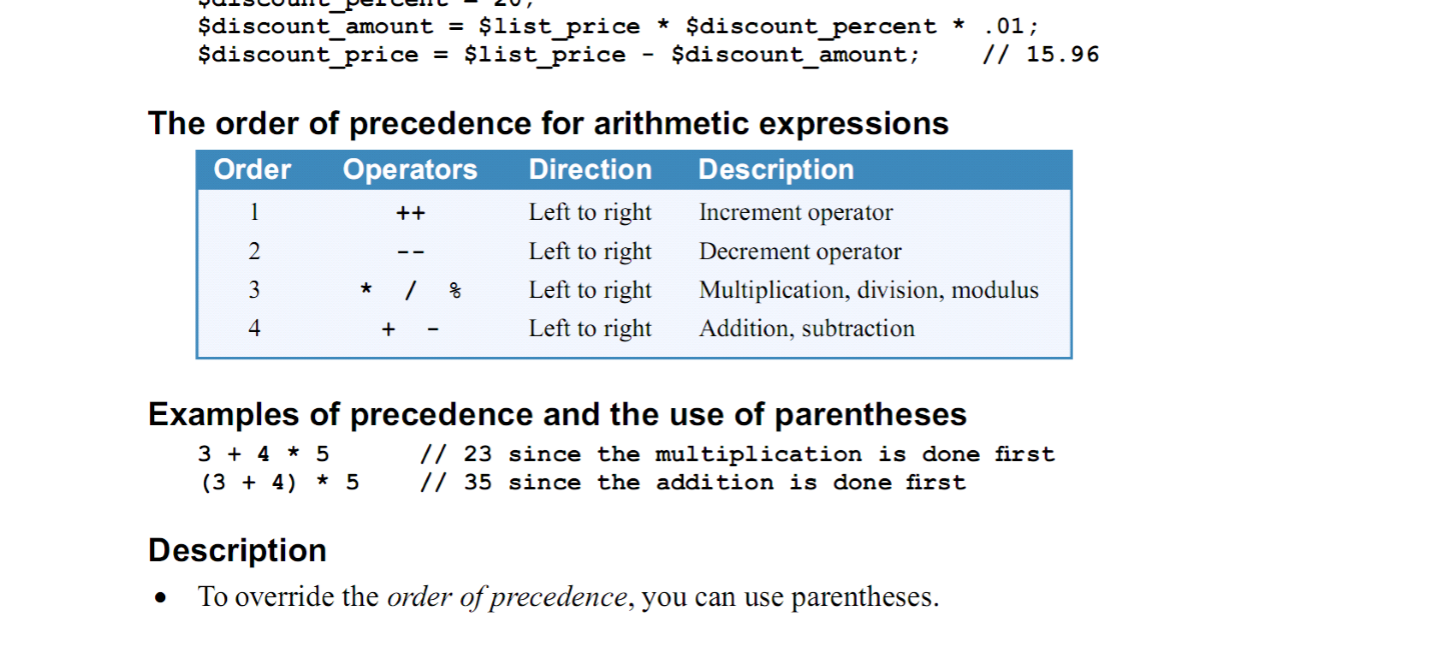 $discount_percent = 20;
$discount_amount = $list_price * $discount_percent * .01;
$discount_price = $list_price - $discount_amount; // 15.96
The order of precedence for arithmetic expressions
Order Operators Direction Description
1 ++ Left to right Increment operator
2 -- Left to right Decrement operator
3 * / % Left to right Multiplication, division, modulus
4 + - Left to right Addition, subtraction
Examples of precedence and the use of parentheses
3 + 4 * 5 // 23 since the multiplication is done first
(3 + 4) * 5 // 35 since the addition is done first
Description
• To override the order of precedence, you can use parentheses.